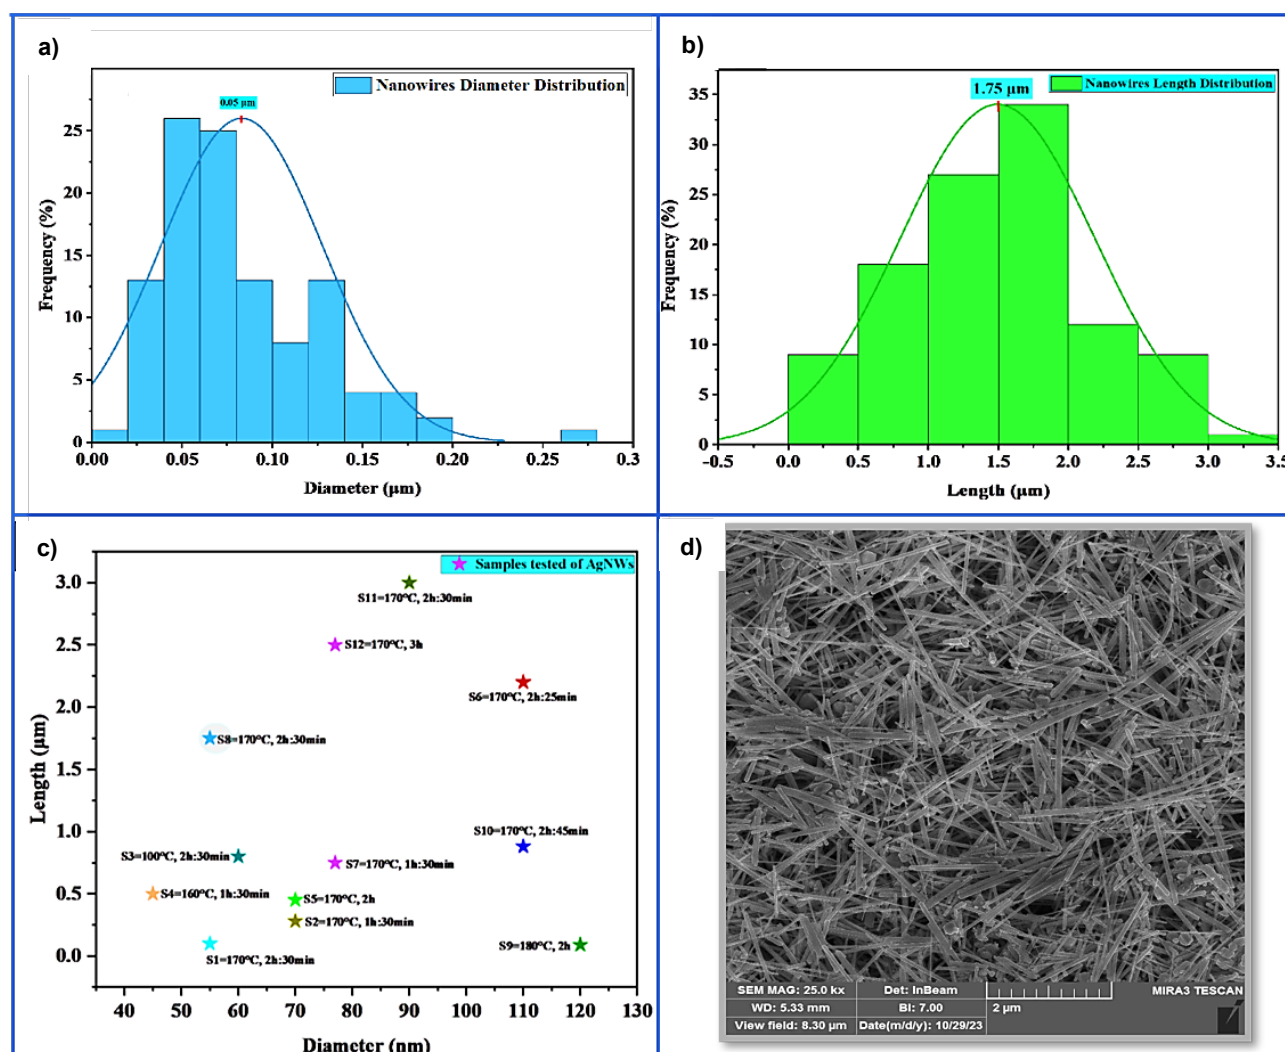 a)
Nanowires Diameter Distribution
0.05 μm
25
20
15
10
5
0
Frequency (%)
0.00 0.05 0.10 0.15 0.20 0.25 0.3
Diameter (μm)
b)
Nanowires Length Distribution
1.75 μm
35
30
25
20
15
10
5
0
Frequency (%)
-0.5 0.0 0.5 1.0 1.5 2.0 2.5 3.0 3.5
Length (μm)
c)
Samples tested of AgNWs
3.0
2.5
2.0
1.5
1.0
0.5
0.0
Length (μm)
S11=170°C, 2h:30min
S12=170°C, 3h
S6=170°C, 2h:25min
S8=170°C, 2h:30min
S10=170°C, 2h:45min
S3=100°C, 2h:30min
S7=170°C, 1h:30min
S4=160°C, 1h:30min
S5=170°C, 2h
S2=170°C, 1h:30min
S9=180°C, 2h
S1=170°C, 2h:30min
40 50 60 70 80 90 100 110 120 130
Diameter (nm)
d)
SEM MAG: 25.0 kx Det: InBeam MIRA3 TESCAN
WD: 5.33 mm BI: 7.00 2 μm
View field: 8.30 μm Date(m/d/y): 10/29/23